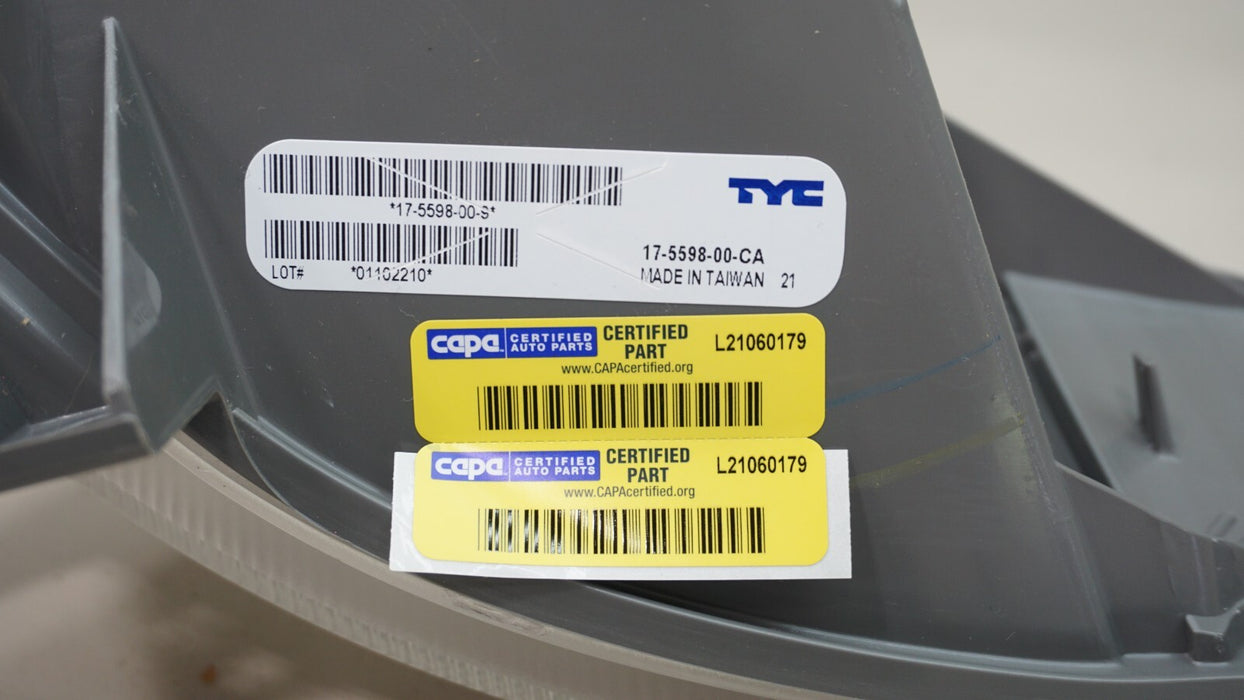 *17-5598-00-S*
LOT# *01102210*
TYC
17-5598-00-CA
MADE IN TAIWAN 21
capa CERTIFIED AUTO PARTS
CERTIFIED PART
L21060179
www.CAPAcertified.org
capa CERTIFIED AUTO PARTS
CERTIFIED PART
L21060179
www.CAPAcertified.org